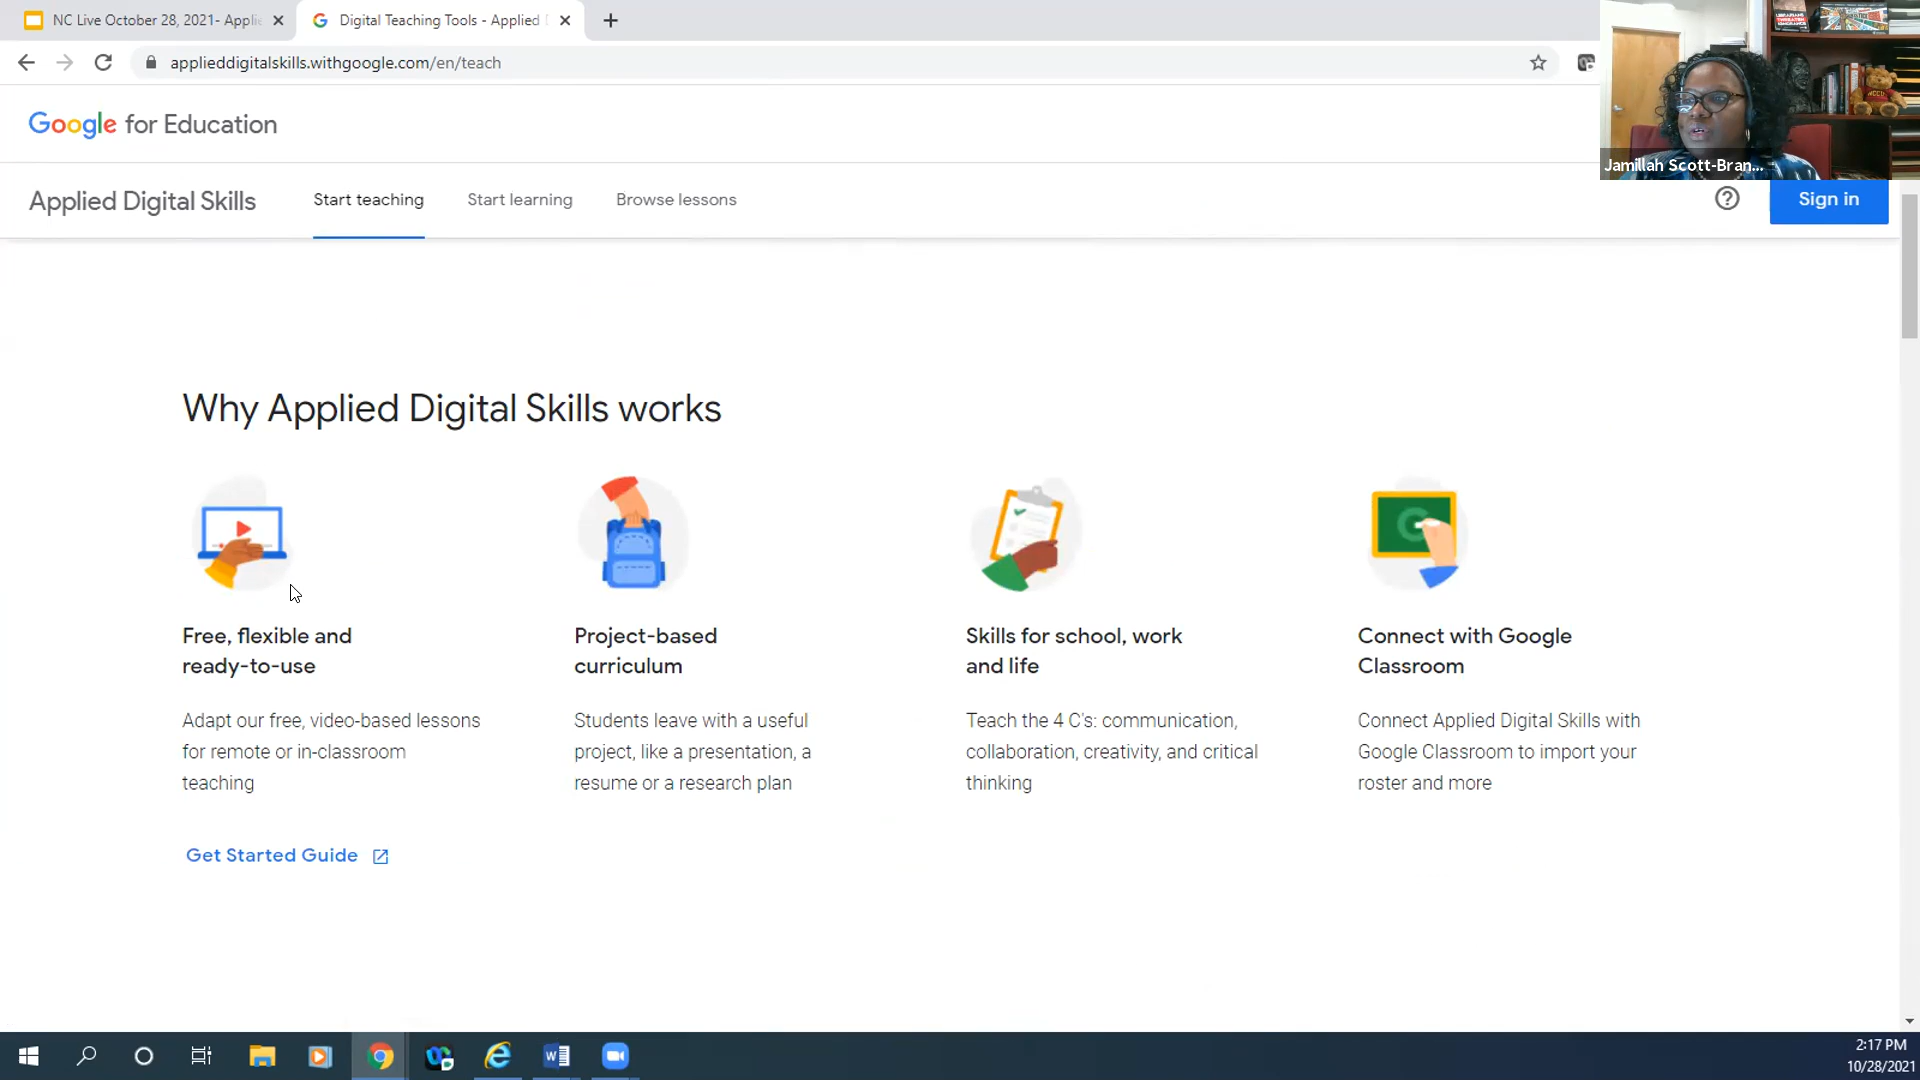 NC Live October 28, 2021- Appli
Digital Teaching Tools - Applied D
applieddigitalskills.withgoogle.com/en/teach
Google for Education
Jamillah Scott-Bran...
Applied Digital Skills
Start teaching
Start learning
Browse lessons
Sign in
Why Applied Digital Skills works
Free, flexible and
ready-to-use
Adapt our free, video-based lessons
for remote or in-classroom
teaching
Get Started Guide
Project-based
curriculum
Students leave with a useful
project, like a presentation, a
resume or a research plan
Skills for school, work
and life
Teach the 4 C's: communication,
collaboration, creativity, and critical
thinking
Connect with Google
Classroom
Connect Applied Digital Skills with
Google Classroom to import your
roster and more
2:17 PM
10/28/2021